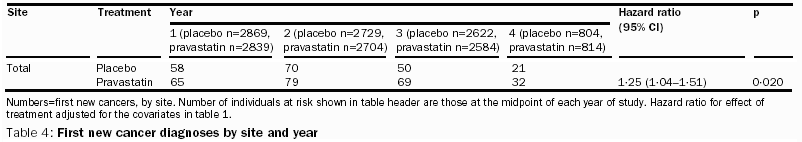 Site Treatment Year Hazard ratio p
1 (placebo n=2869, 2 (placebo n=2729, 3 (placebo n=2622, 4 (placebo n=804, (95% CI)
pravastatin n=2839) pravastatin n=2704) pravastatin n=2584) pravastatin n=814)
Total Placebo 58 70 50 21
Pravastatin 65 79 69 32 1·25 (1·04–1·51) 0·020
Numbers=first new cancers, by site. Number of individuals at risk shown in table header are those at the midpoint of each year of study. Hazard ratio for effect of
treatment adjusted for the covariates in table 1.
Table 4: First new cancer diagnoses by site and year